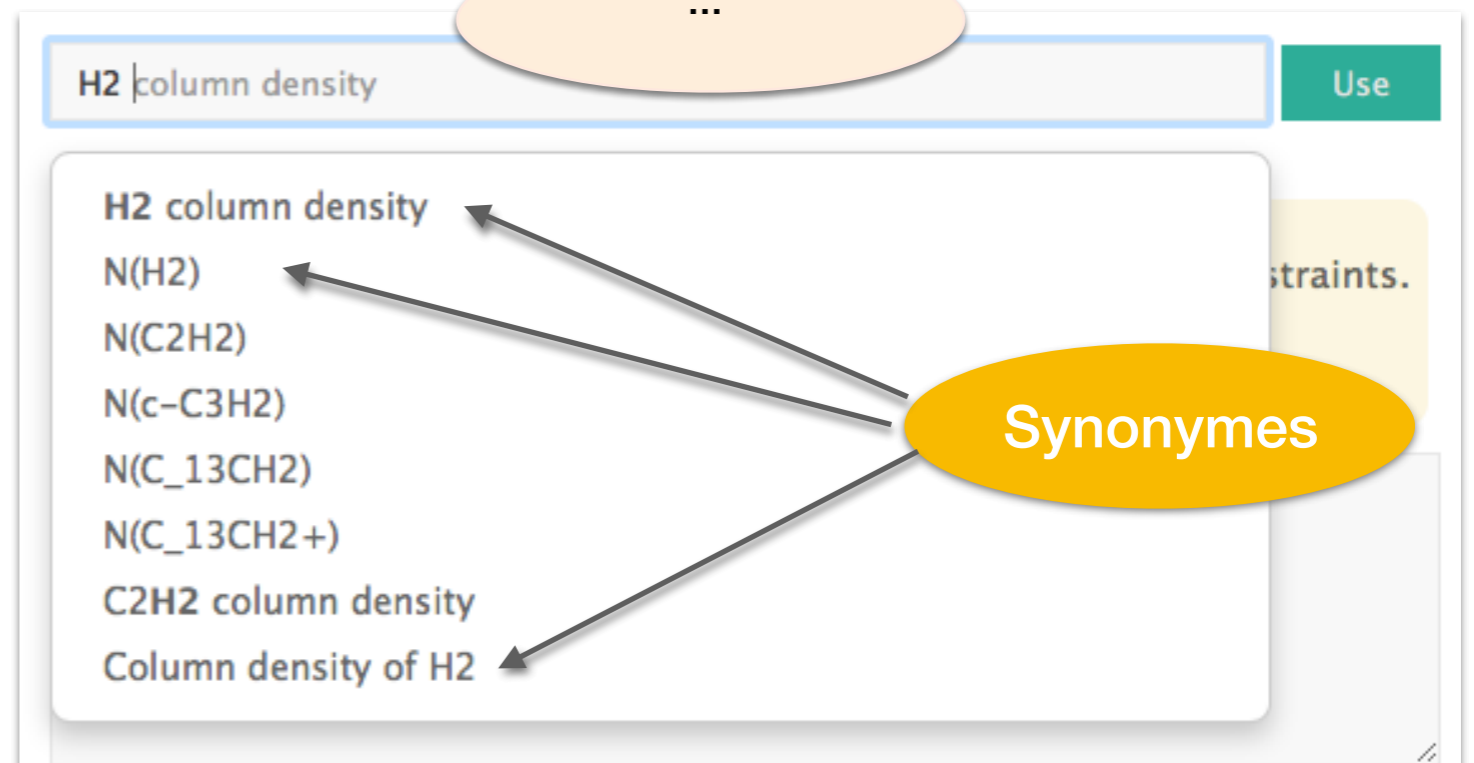 ...
H2 column density
Use
H2 column density
N(H2)
straints.
N(C2H2)
N(c-C3H2)
Synonymes
N(C_13CH2)
N(C_13CH2+)
C2H2 column density
Column density of H2